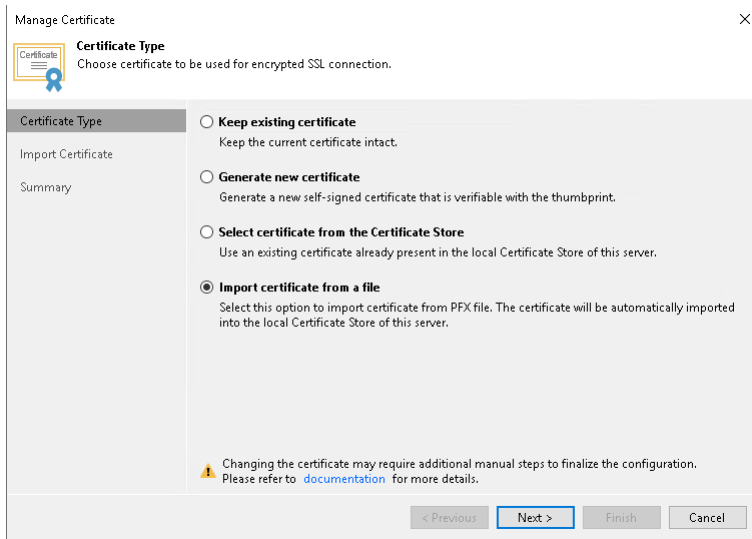 Manage Certificate
Certificate
Certificate Type
Choose certificate to be used for encrypted SSL connection.
Certificate Type
Import Certificate
Summary
Keep existing certificate
Keep the current certificate intact.
Generate new certificate
Generate a new self-signed certificate that is verifiable with the thumbprint.
Select certificate from the Certificate Store
Use an existing certificate already present in the local Certificate Store of this server.
Import certificate from a file
Select this option to import certificate from PFX file. The certificate will be automatically imported
into the local Certificate Store of this server.
Changing the certificate may require additional manual steps to finalize the configuration.
Please refer to documentation for more details.
< Previous
Next >
Finish
Cancel